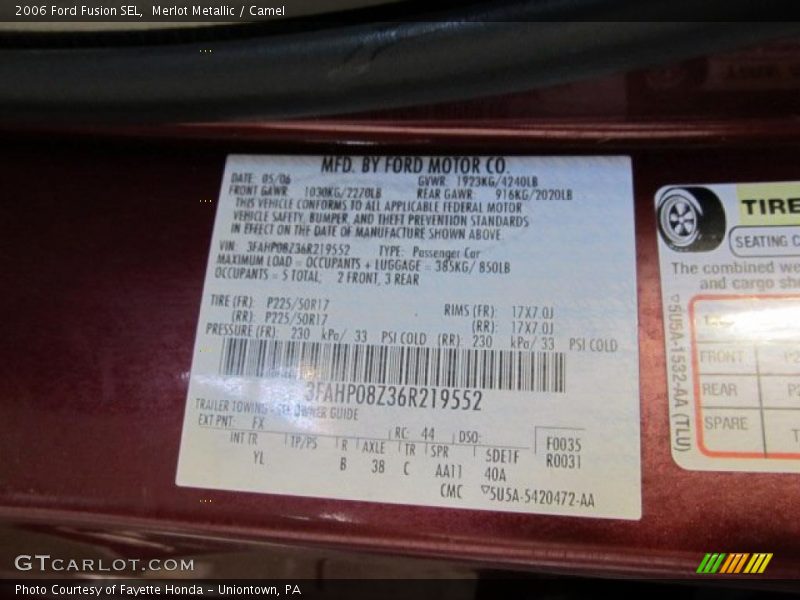 2006 Ford Fusion SEL, Merlot Metallic / Camel
MFD. BY FORD MOTOR CO.
DATE: 05/06 GVWR: 1923KG/4240LB
FRONT GAWR: 1030KG/2270LB REAR GAWR: 916KG/2020LB
THIS VEHICLE CONFORMS TO ALL APPLICABLE FEDERAL MOTOR
VEHICLE SAFETY, BUMPER, AND THEFT PREVENTION STANDARDS
IN EFFECT ON THE DATE OF MANUFACTURE SHOWN ABOVE.
VIN: 3FAHP08Z36R219552 TYPE: Passenger Car
MAXIMUM LOAD = OCCUPANTS + LUGGAGE = 385KG/ 850LB
OCCUPANTS = 5 TOTAL, 2 FRONT, 3 REAR
TIRE (FR): P225/50R17 RIMS (FR): 17X7.0J
(RR): P225/50R17 (RR): 17X7.0J
PRESSURE (FR): 230 kPa/ 33 PSI COLD (RR): 230 kPa/ 33 PSI COLD
3FAHP08Z36R219552
TRAILER TOWING - SEE OWNER GUIDE
EXT PNT: FX RC: 44 DSO: F0035
INT TR TP/PS R AXLE TR SPR 5DE1F R0031
YL B 38 C AA11 40A
CMC ▽5U5A-5420472-AA
TIRE
SEATING C
The combined we
and cargo sh
FRONT P2
REAR P2
SPARE T
▽5U5A-1532-AA (TLU)
GTCARLOT.COM
Photo Courtesy of Fayette Honda - Uniontown, PA